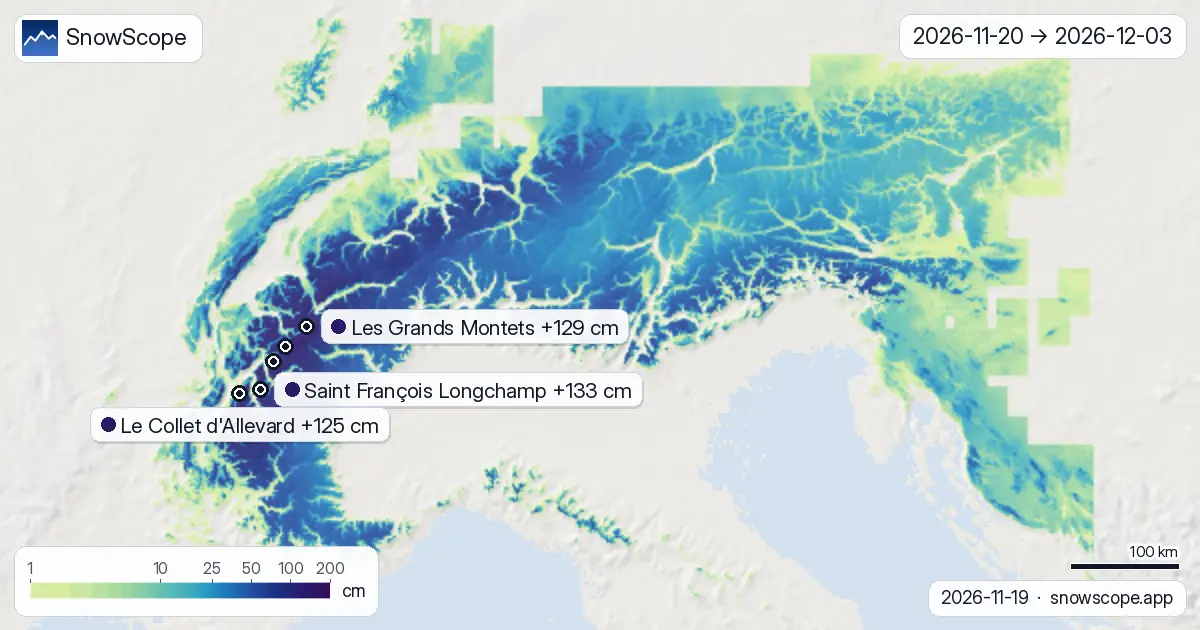 SnowScope
2026-11-20 → 2026-12-03
Les Grands Montets +129 cm
Saint François Longchamp +133 cm
Le Collet d'Allevard +125 cm
1 10 25 50 100 200
cm
100 km
2026-11-19 · snowscope.app